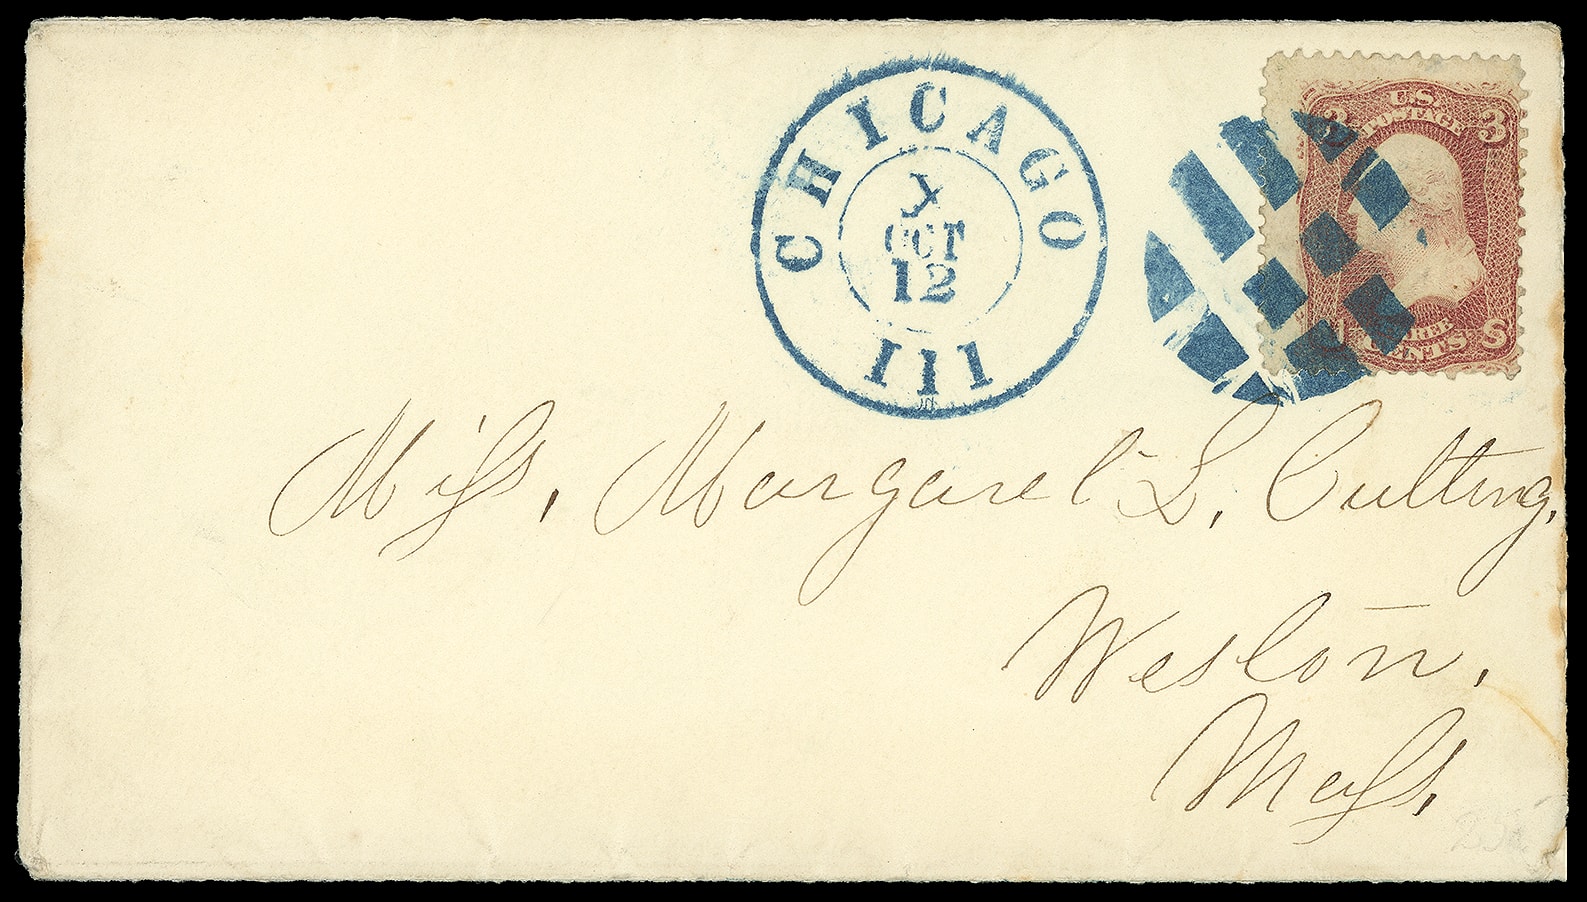 CHICAGO
X
OCT
12
Ill
U.S.
POSTAGE
3 3
THREE
CENTS
U S
Miſs. Margaret L. Cutting.
Weston.
Maſs.